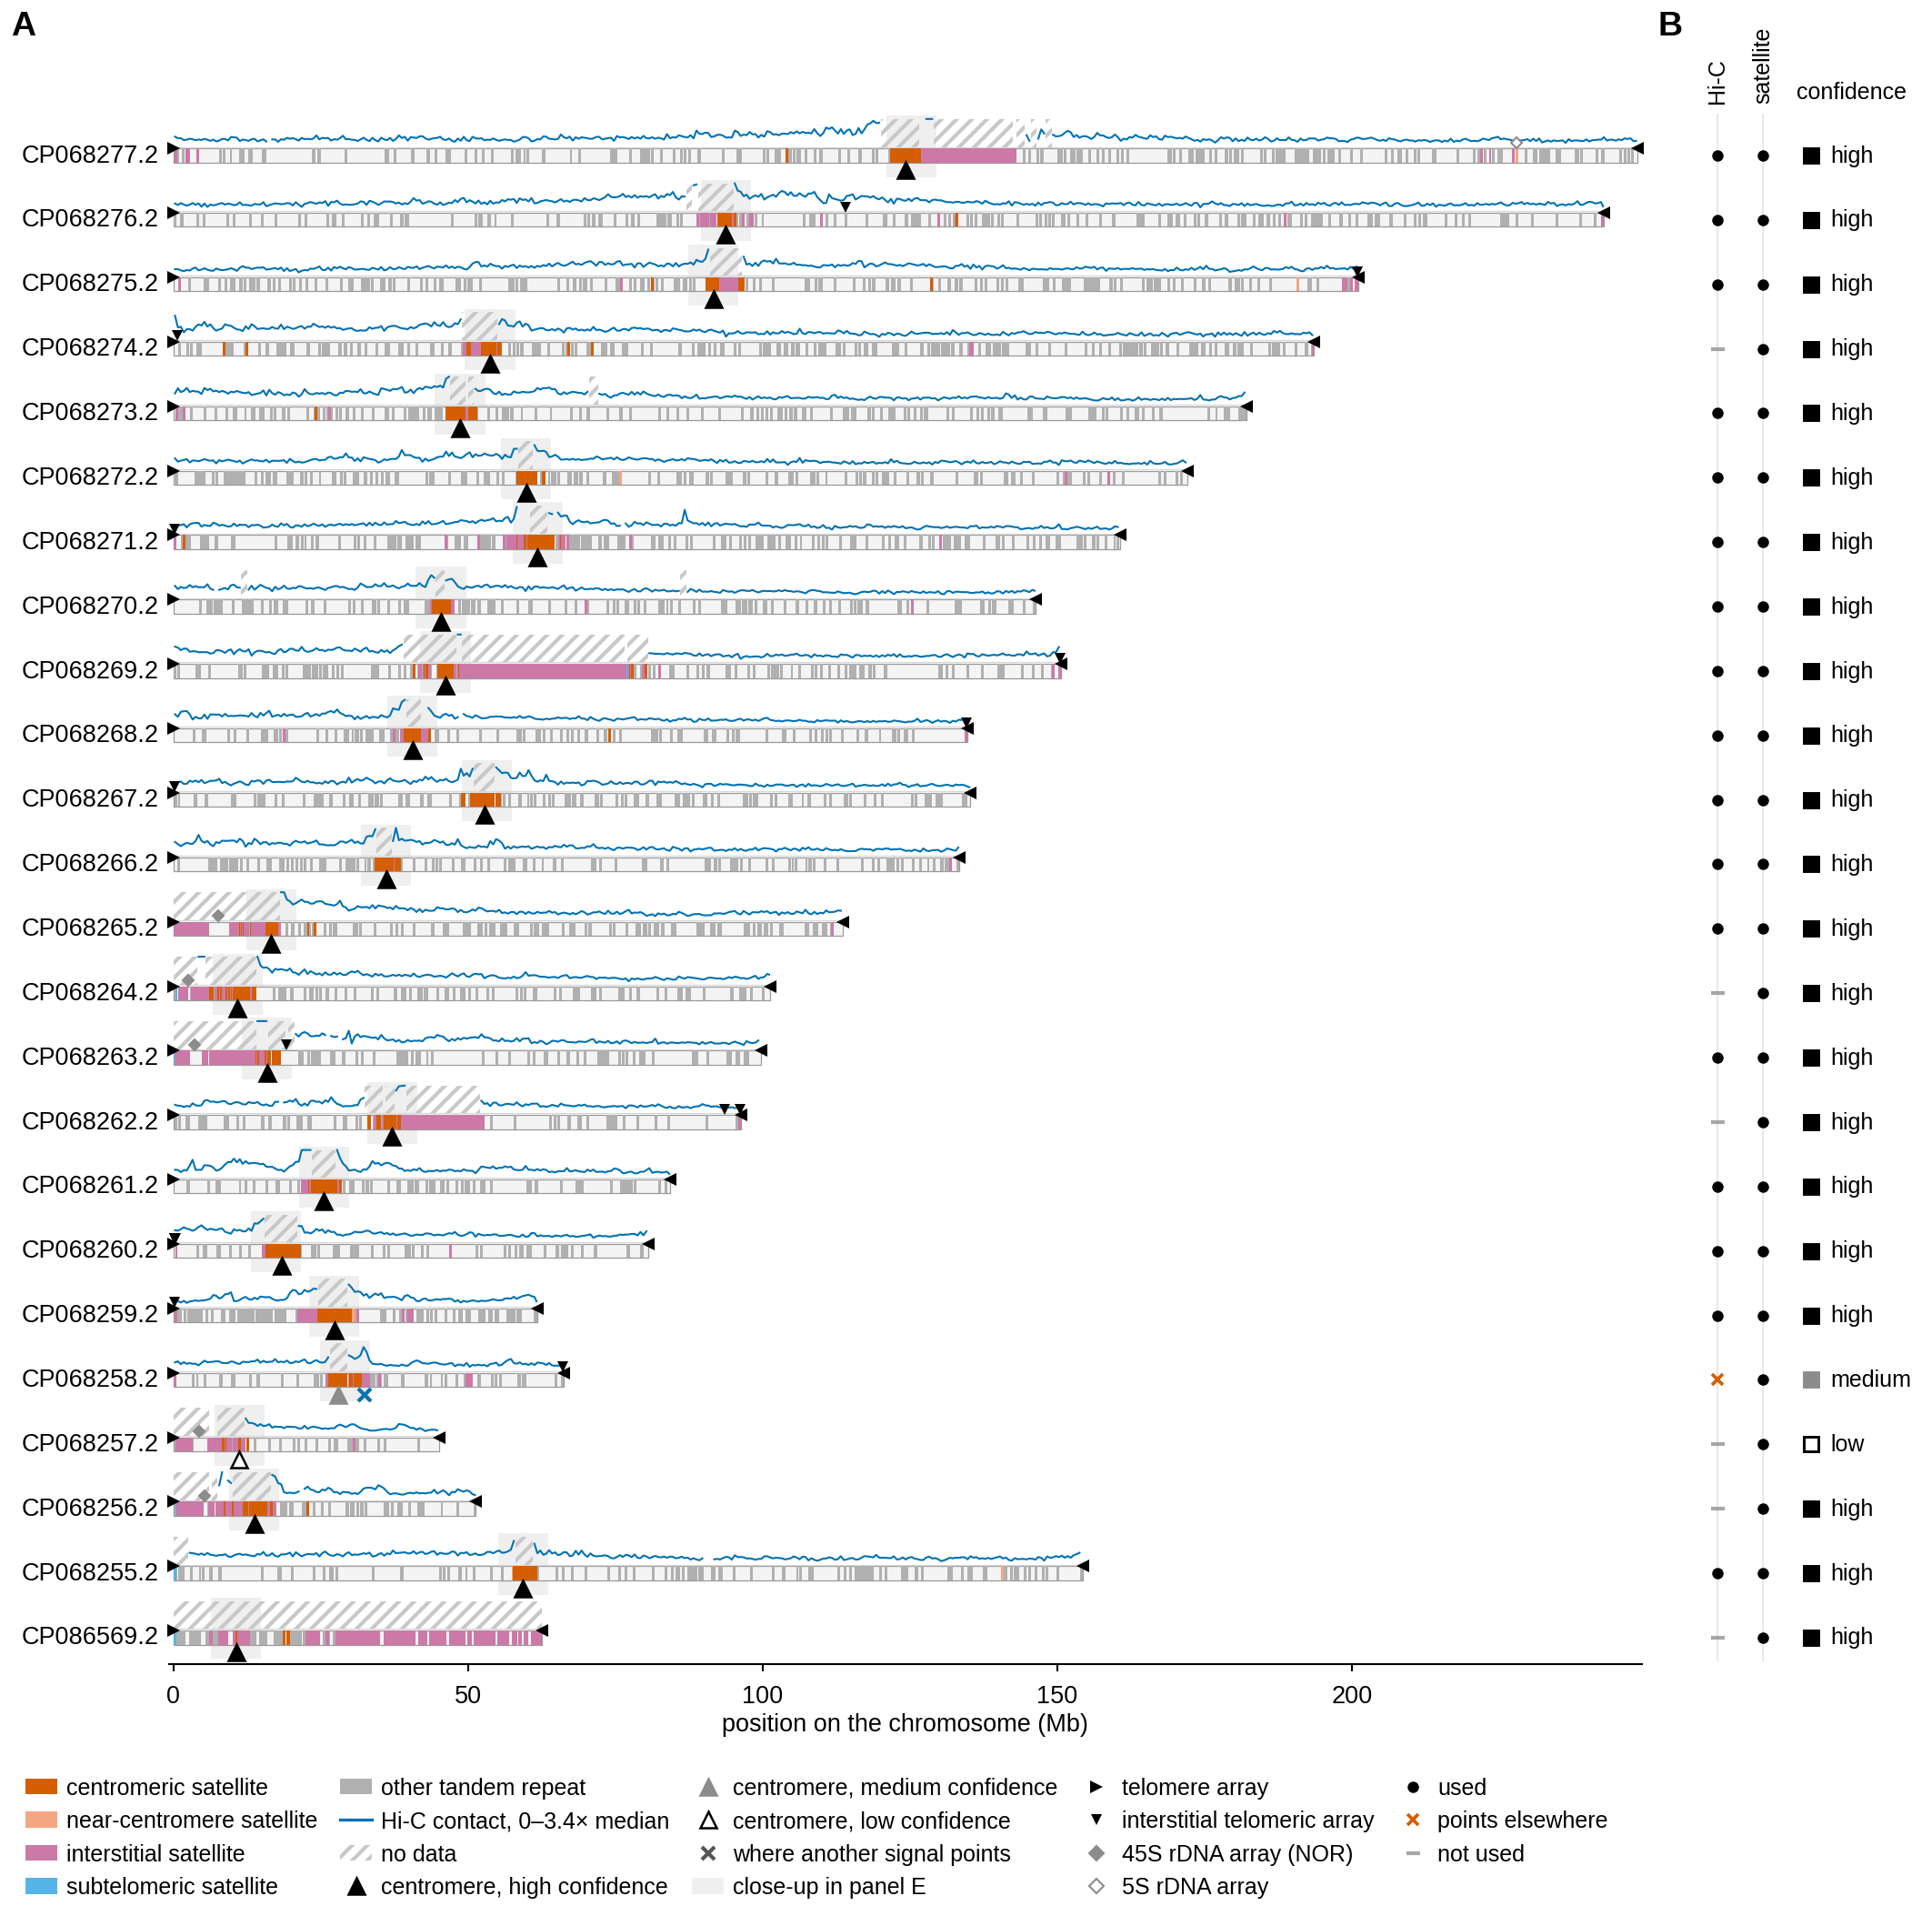 A
B
Hi-C
satellite
confidence
CP068277.2 high
CP068276.2 high
CP068275.2 high
CP068274.2 high
CP068273.2 high
CP068272.2 high
CP068271.2 high
CP068270.2 high
CP068269.2 high
CP068268.2 high
CP068267.2 high
CP068266.2 high
CP068265.2 high
CP068264.2 high
CP068263.2 high
CP068262.2 high
CP068261.2 high
CP068260.2 high
CP068259.2 high
CP068258.2 medium
CP068257.2 low
CP068256.2 high
CP068255.2 high
CP086569.2 high
0 50 100 150 200
position on the chromosome (Mb)
centromeric satellite
near-centromere satellite
interstitial satellite
subtelomeric satellite
other tandem repeat
Hi-C contact, 0–3.4× median
no data
centromere, high confidence
centromere, medium confidence
centromere, low confidence
where another signal points
close-up in panel E
telomere array
interstitial telomeric array
45S rDNA array (NOR)
5S rDNA array
used
points elsewhere
not used